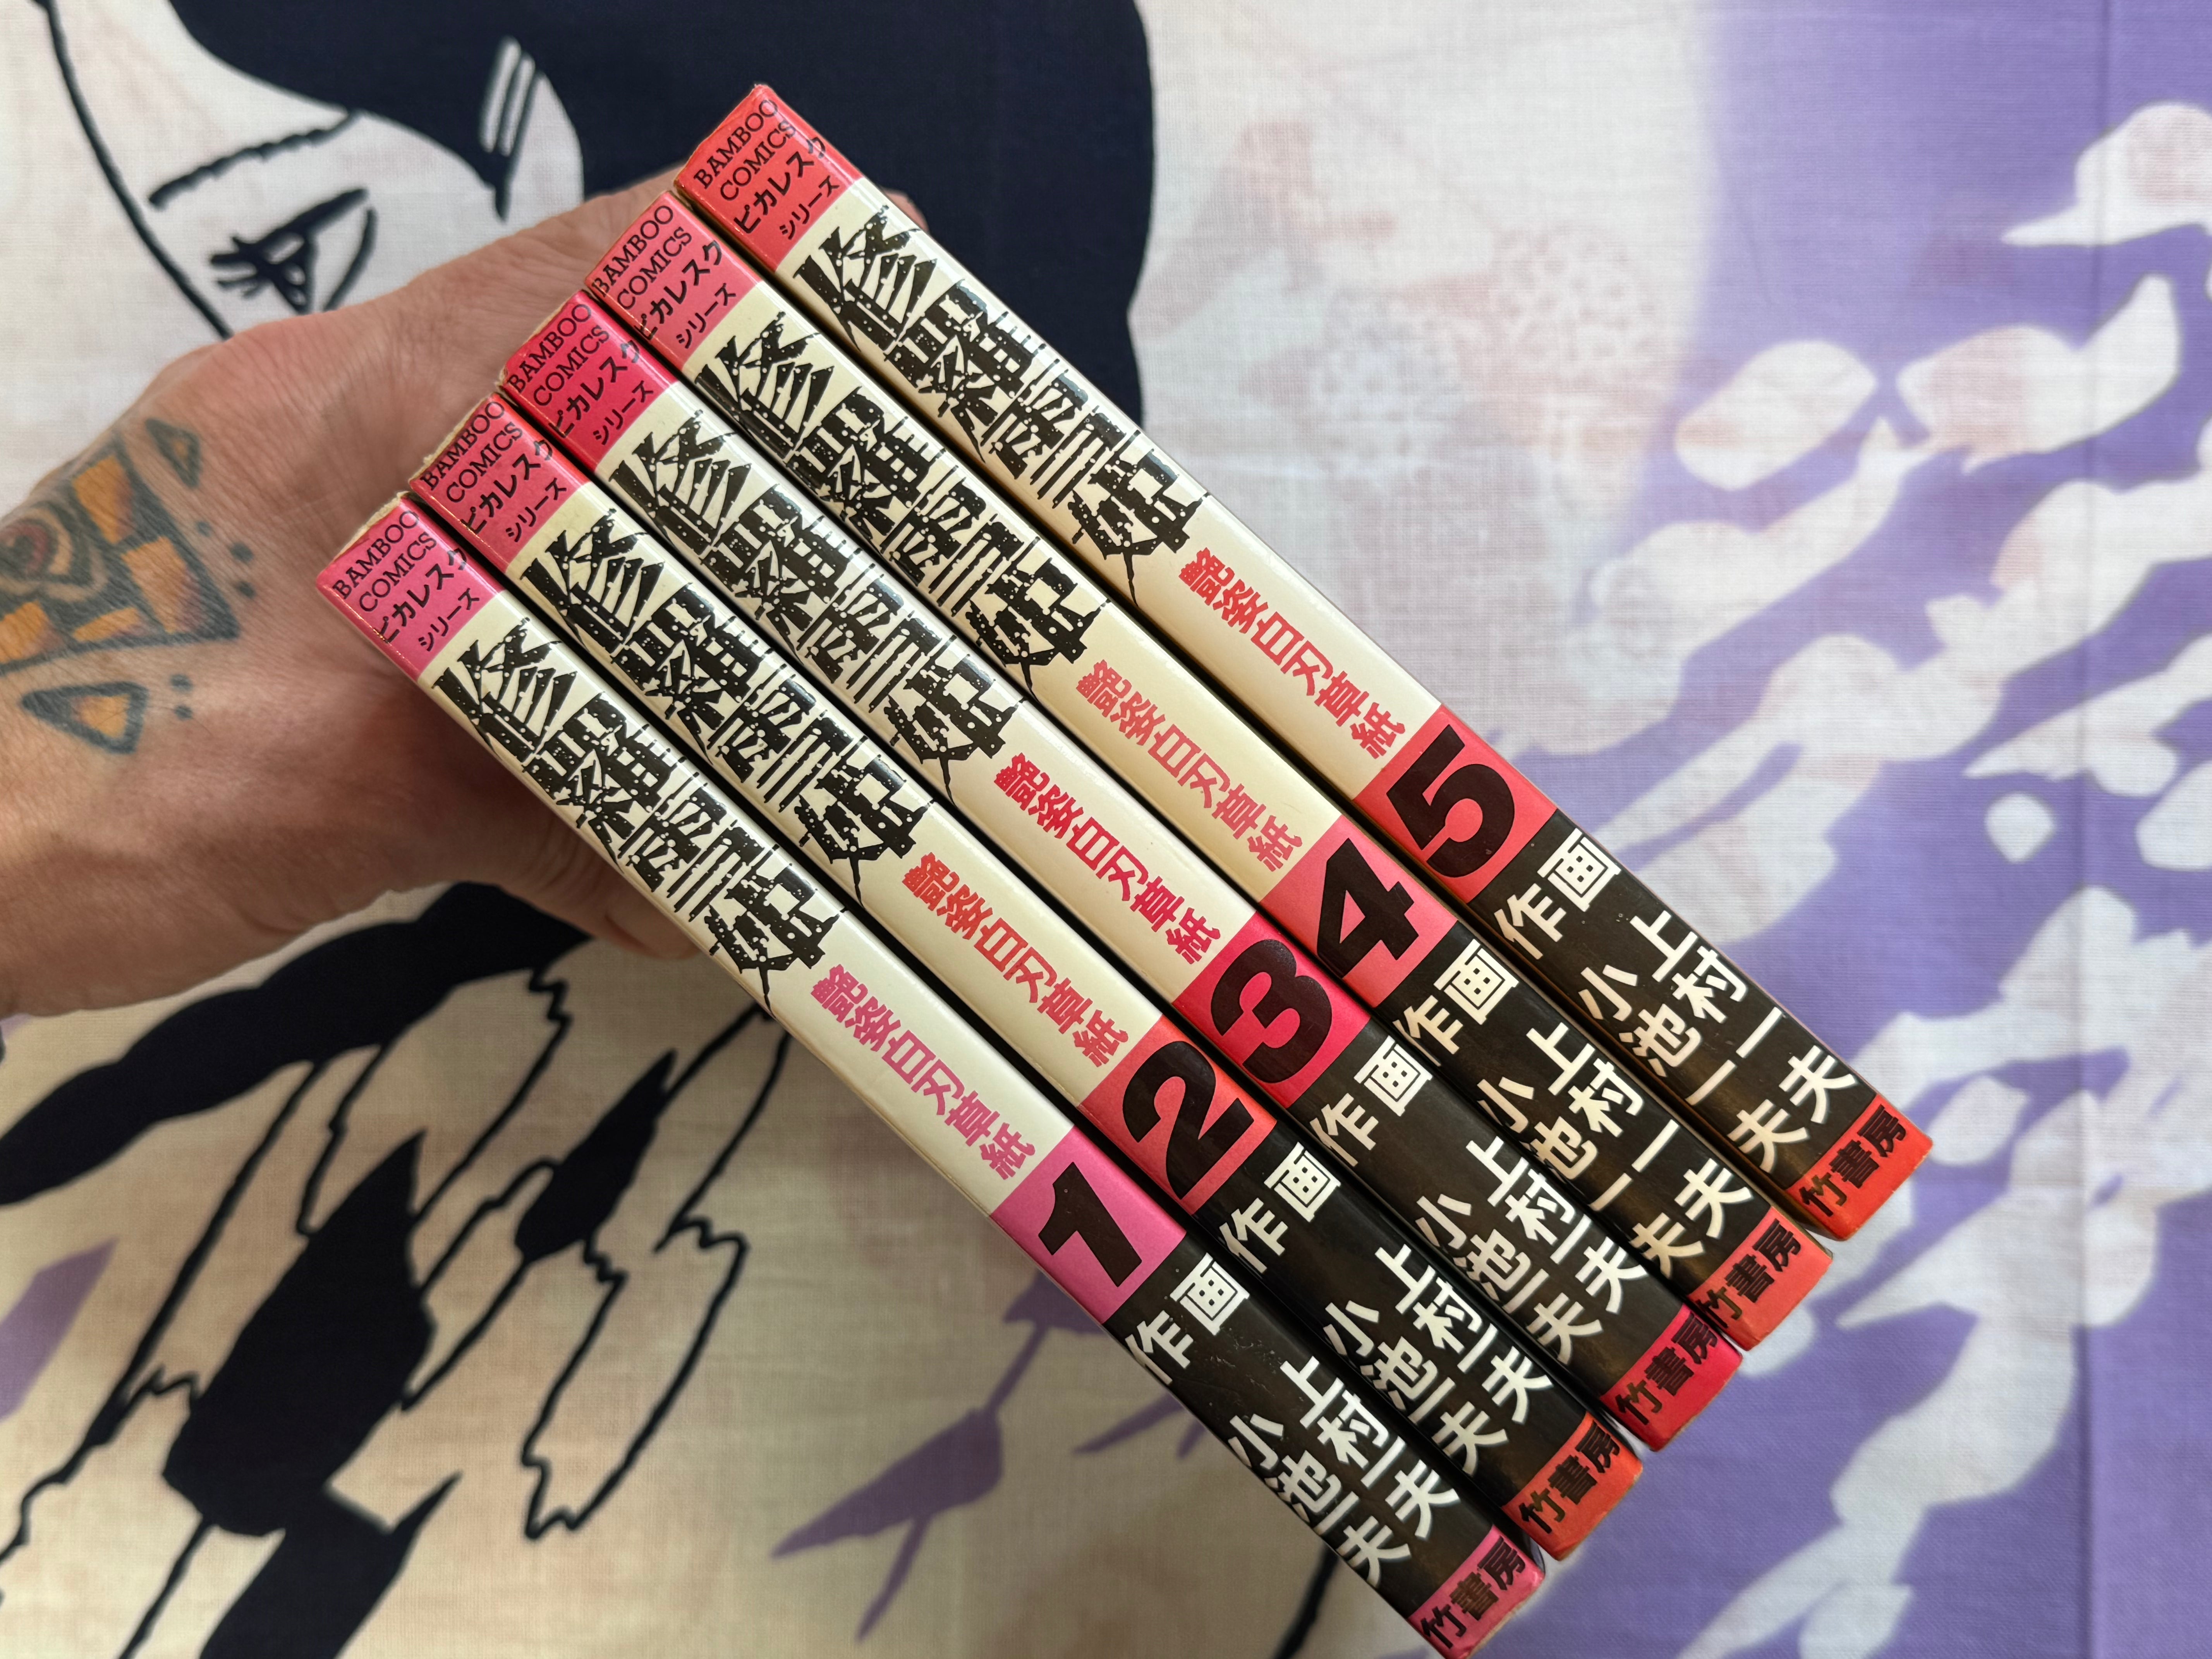 BAMBOO
COMICS
ピカレスク
シリーズ
修羅雪姫
艶姿白刃草紙
1
作画
小池一夫
上村一夫
竹書房
BAMBOO
COMICS
ピカレスク
シリーズ
修羅雪姫
艶姿白刃草紙
2
作画
小池一夫
上村一夫
竹書房
BAMBOO
COMICS
ピカレスク
シリーズ
修羅雪姫
艶姿白刃草紙
3
作画
小池一夫
上村一夫
竹書房
BAMBOO
COMICS
ピカレスク
シリーズ
修羅雪姫
艶姿白刃草紙
4
作画
小池一夫
上村一夫
竹書房
BAMBOO
COMICS
ピカレスク
シリーズ
修羅雪姫
艶姿白刃草紙
5
作画
小池一夫
上村一夫
竹書房